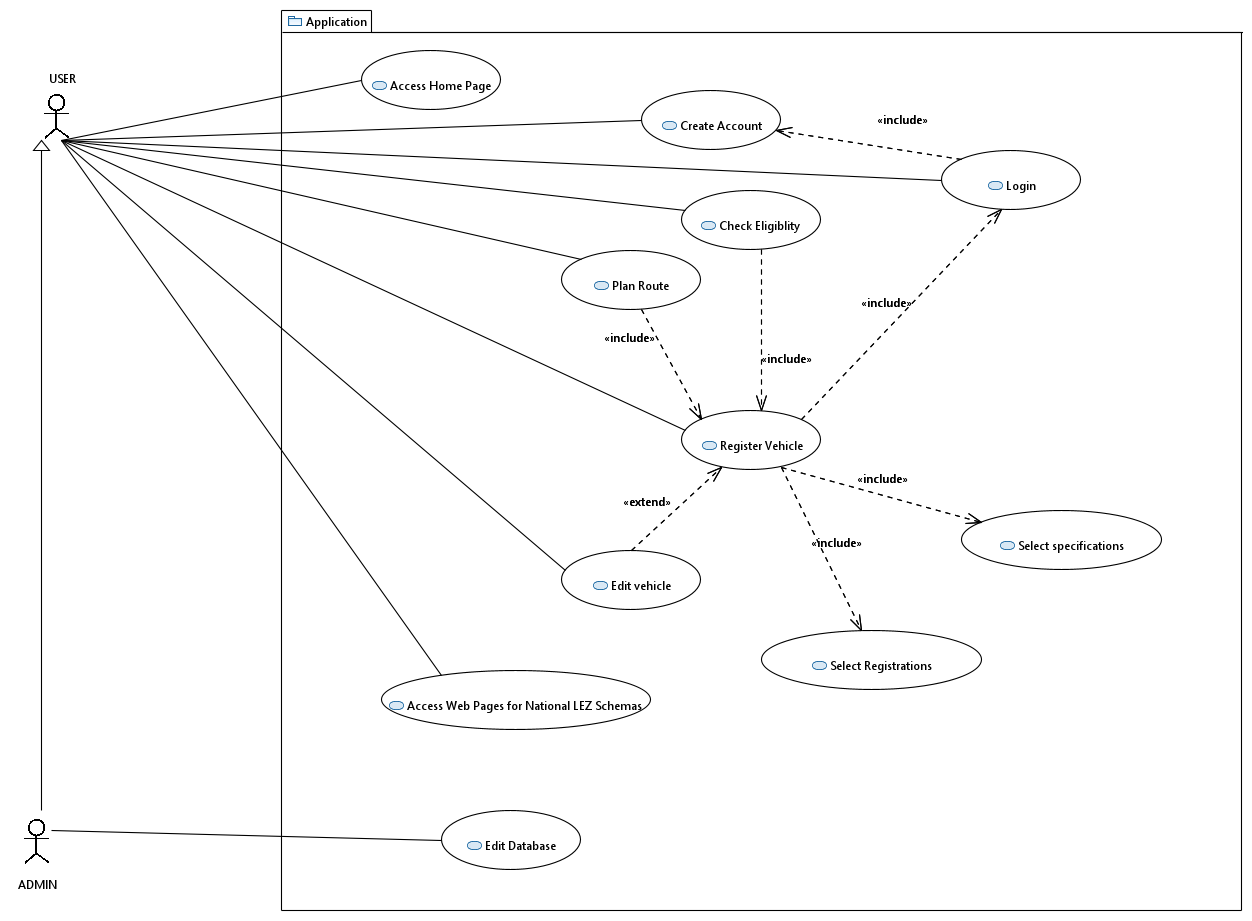 Application
USER
Access Home Page
Create Account
«include»
Login
Check Eligiblity
Plan Route
«include»
«include»
«include»
Register Vehicle
«include»
«extend»
«include»
Select specifications
Edit vehicle
Select Registrations
Access Web Pages for National LEZ Schemas
Edit Database
ADMIN